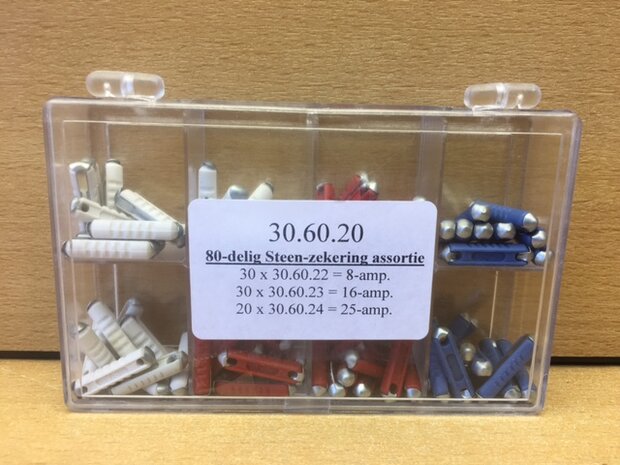 30.60.20
80-delig Steen-zekering assortie
30 x 30.60.22 = 8-amp.
30 x 30.60.23 = 16-amp.
20 x 30.60.24 = 25-amp.